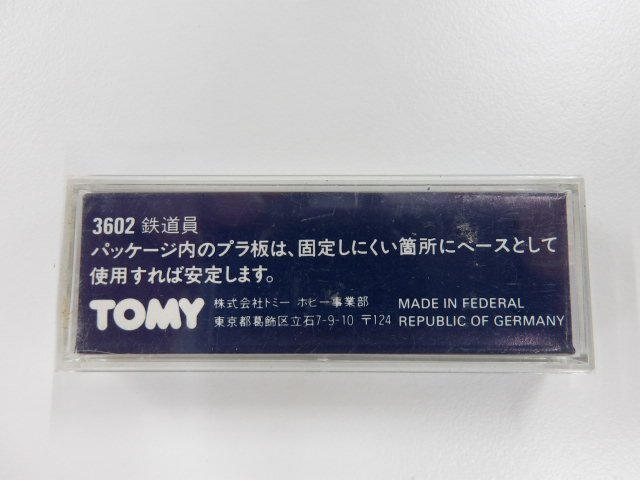 3602 鉄道員
パッケージ内のプラ板は、固定しにくい箇所にベースとして
使用すれば安定します。
TOMY
株式会社トミー ホビー事業部
東京都葛飾区立石7-9-10 〒124
MADE IN FEDERAL
REPUBLIC OF GERMANY